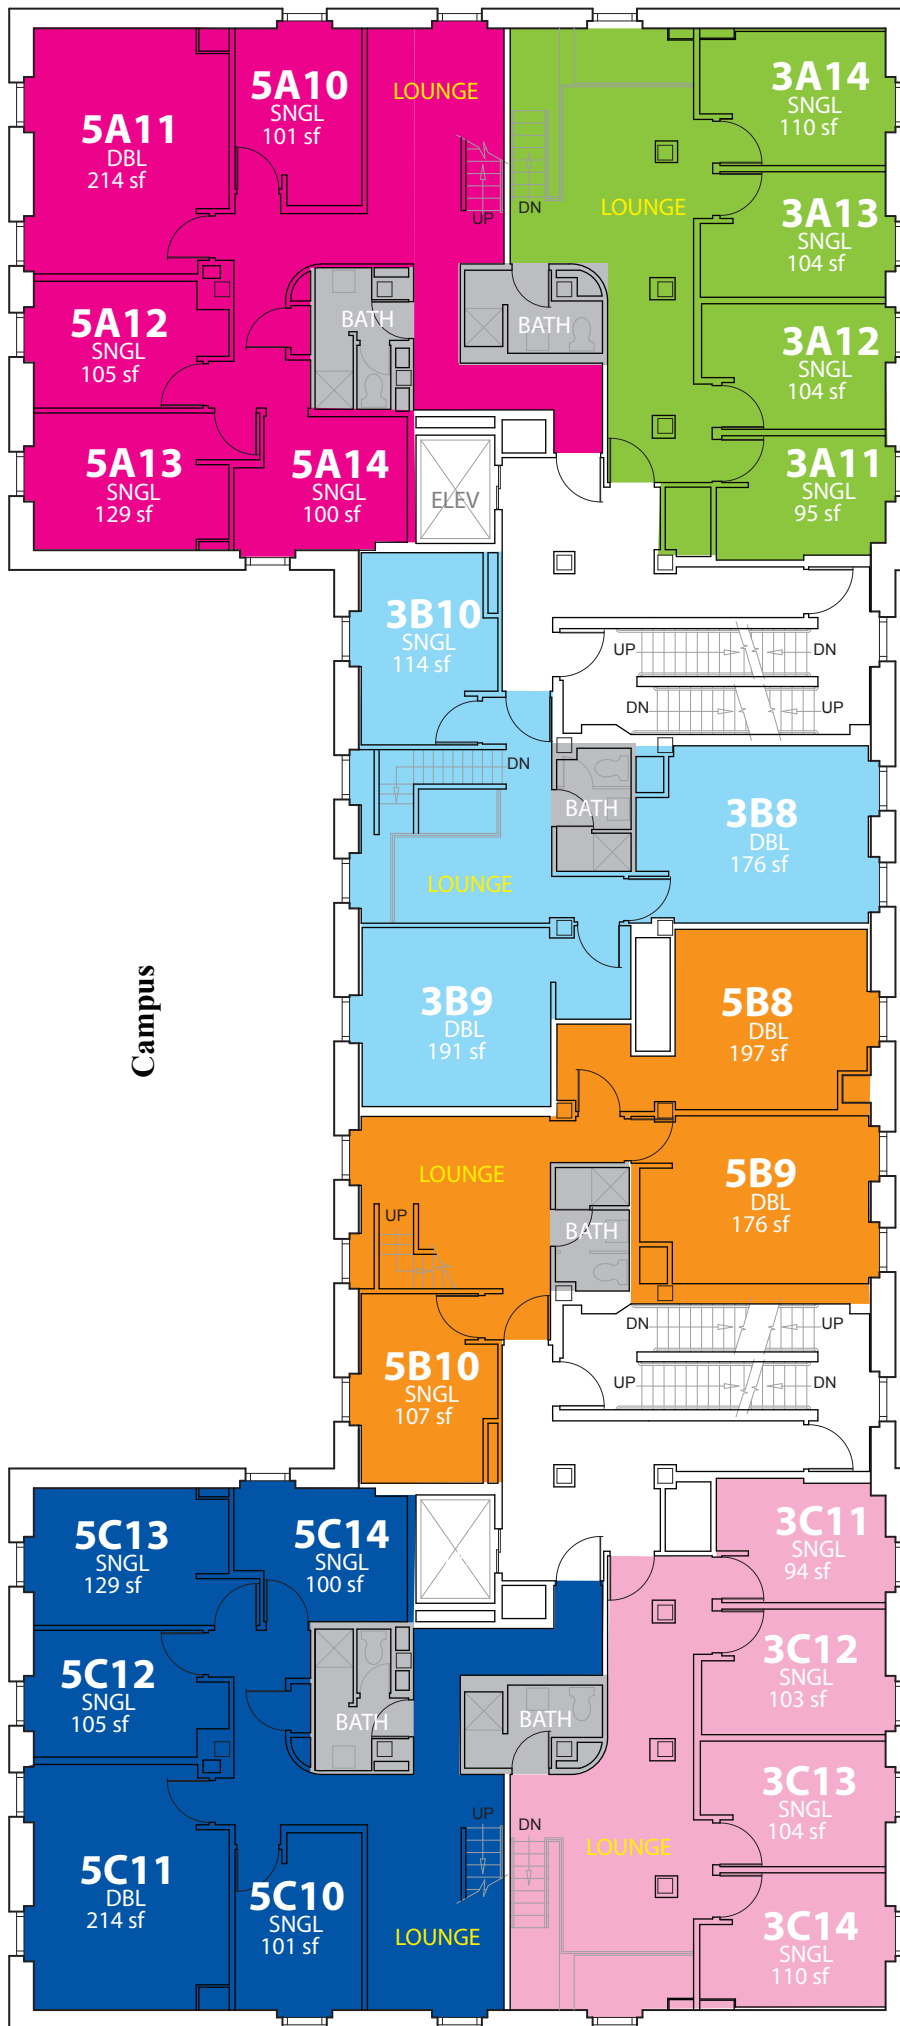 5A11
DBL
214 sf
5A10
SNGL
101 sf
LOUNGE
UP
DN
LOUNGE
3A14
SNGL
110 sf
3A13
SNGL
104 sf
5A12
SNGL
105 sf
BATH
BATH
3A12
SNGL
104 sf
5A13
SNGL
129 sf
5A14
SNGL
100 sf
ELEV
3A11
SNGL
95 sf
3B10
SNGL
114 sf
UP
DN
DN
UP
DN
BATH
3B8
DBL
176 sf
LOUNGE
Campus
3B9
DBL
191 sf
5B8
DBL
197 sf
LOUNGE
UP
BATH
5B9
DBL
176 sf
DN
UP
UP
DN
5B10
SNGL
107 sf
5C13
SNGL
129 sf
5C14
SNGL
100 sf
3C11
SNGL
94 sf
5C12
SNGL
105 sf
BATH
BATH
3C12
SNGL
103 sf
3C13
SNGL
104 sf
UP
DN
LOUNGE
5C11
DBL
214 sf
5C10
SNGL
101 sf
LOUNGE
3C14
SNGL
110 sf